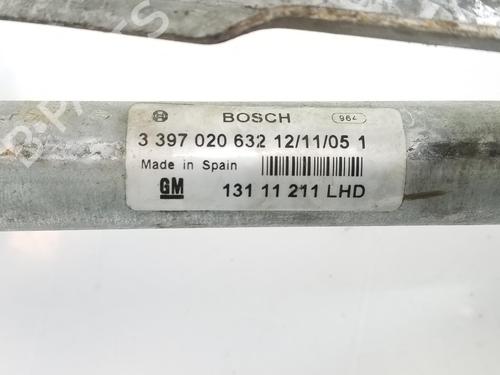 BOSCH 964
3 397 020 632 12/11/05 1
Made in Spain
GM 131 11 211 LHD